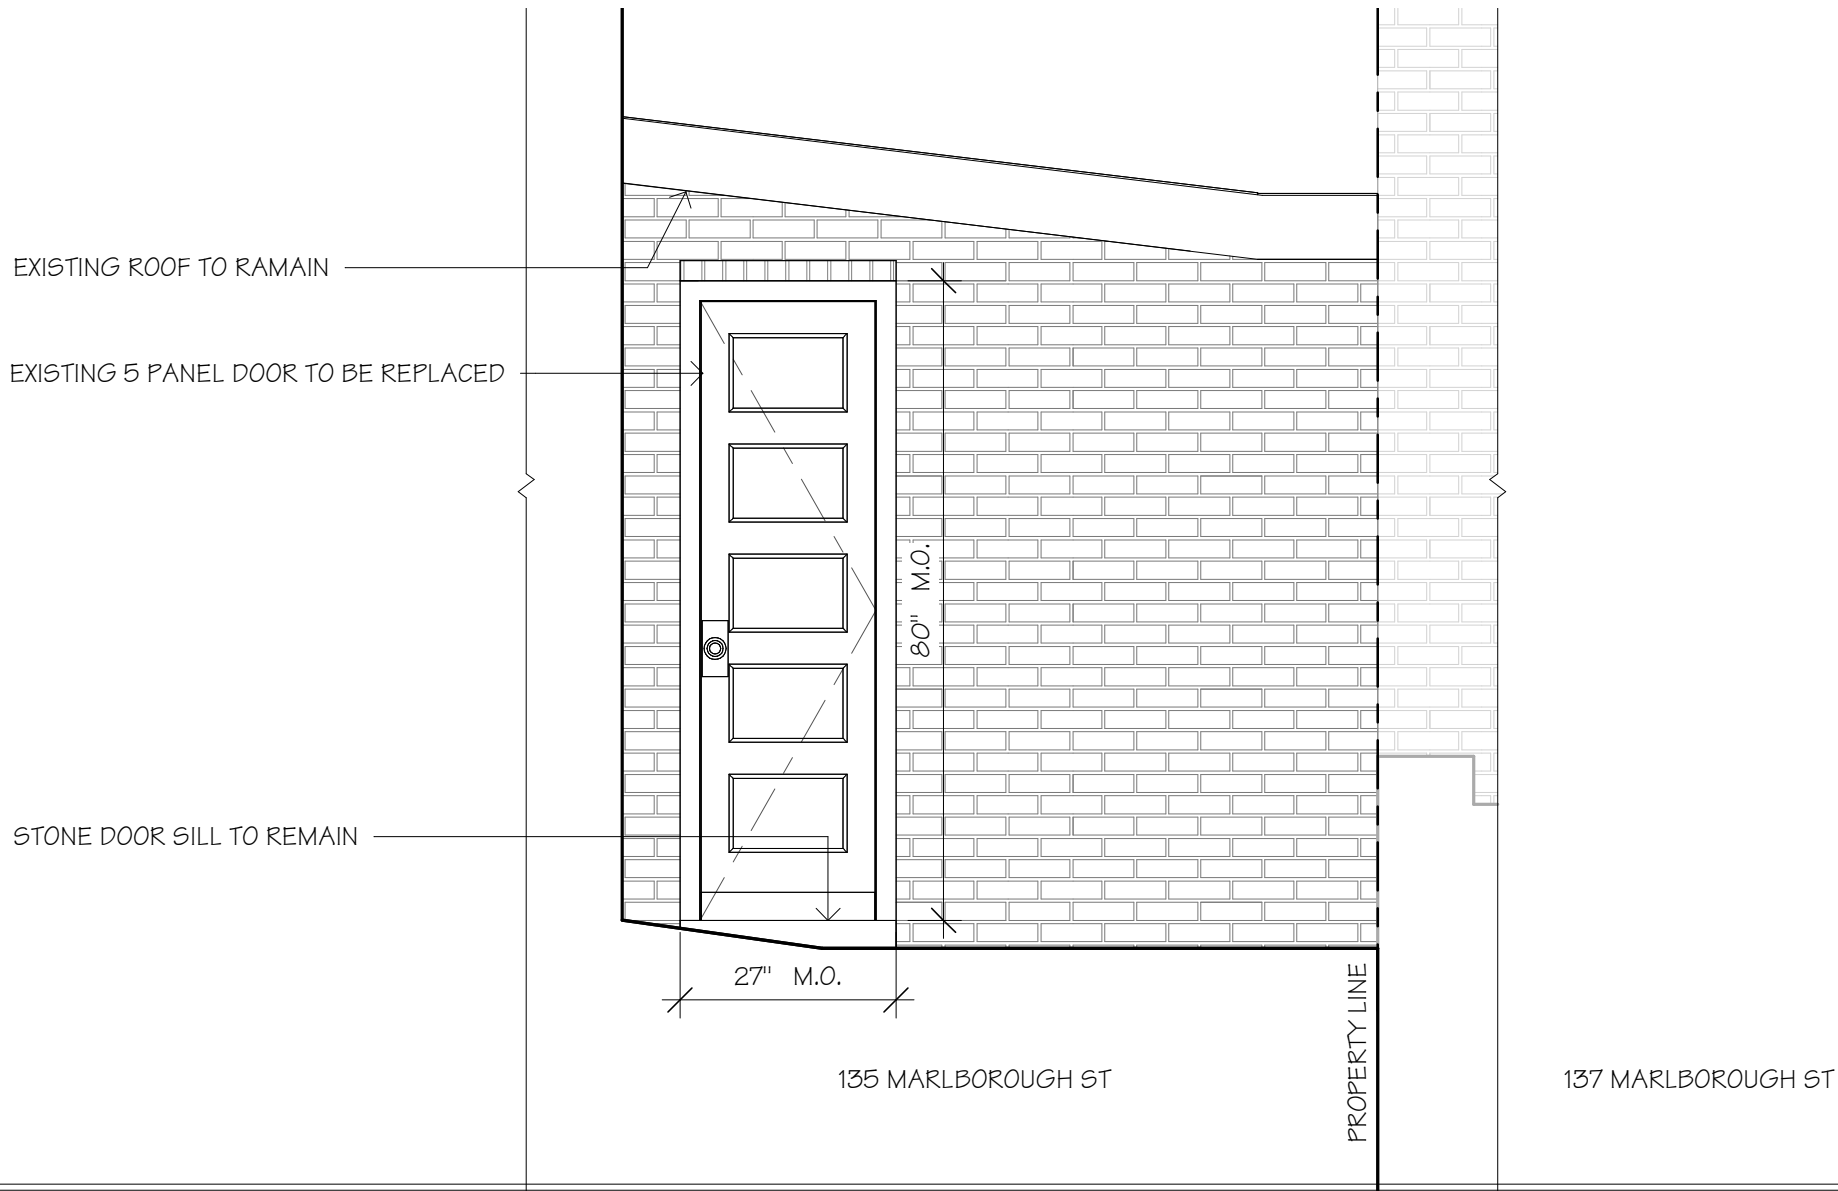 EXISTING ROOF TO RAMAIN
EXISTING 5 PANEL DOOR TO BE REPLACED
80" M.O.
STONE DOOR SILL TO REMAIN
27" M.O.
PROPERTY LINE
135 MARLBOROUGH ST
137 MARLBOROUGH ST